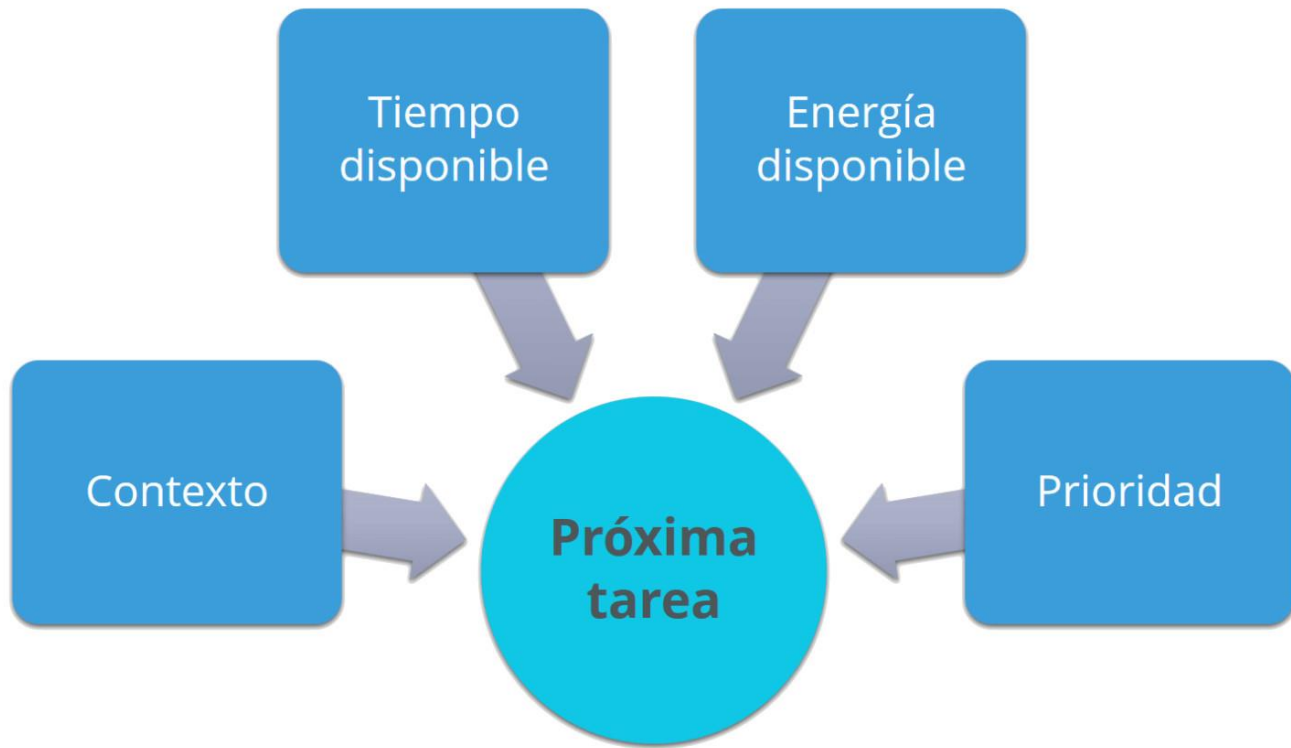 Tiempo
disponible
Energía
disponible
Contexto
Prioridad
Próxima
tarea